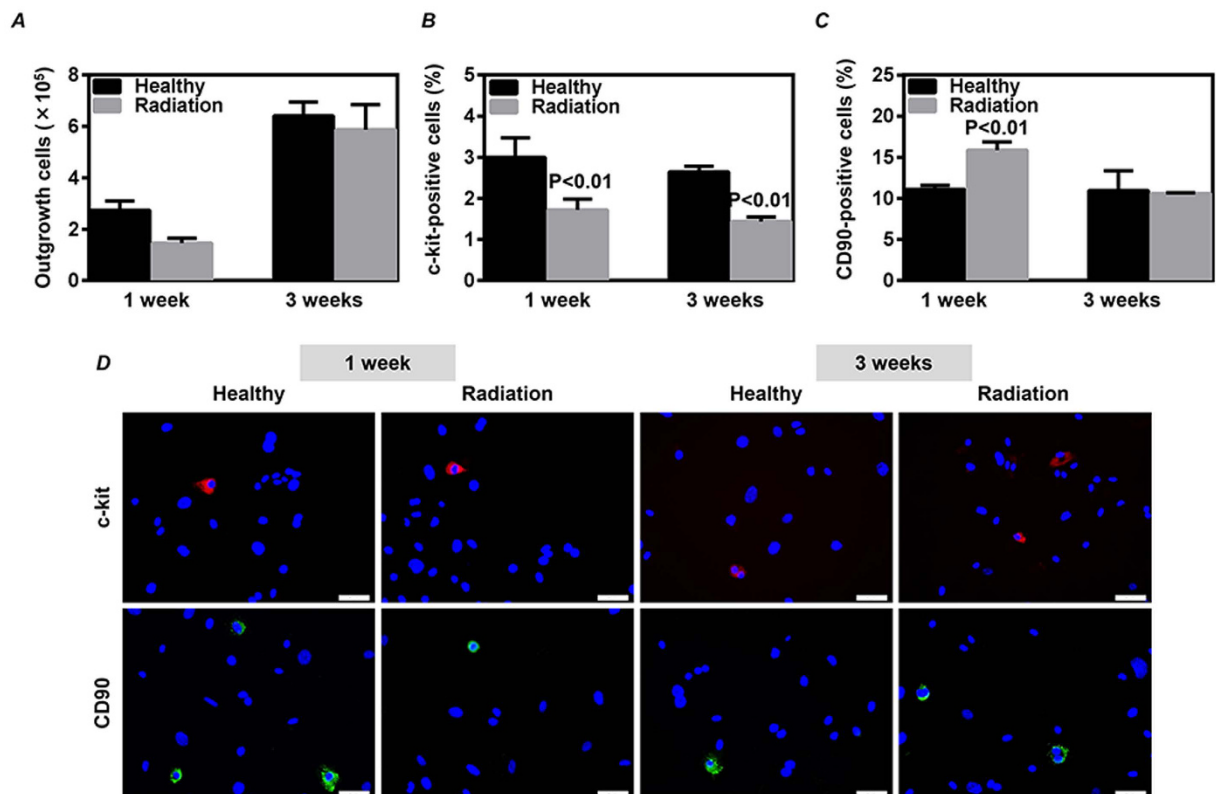 A
Outgrowth cells (×10⁵)
8
6
4
2
0
Healthy
Radiation
1 week
3 weeks
B
c-kit-positive cells (%)
5
4
3
2
1
0
Healthy
Radiation
P<0.01
P<0.01
1 week
3 weeks
C
CD90-positive cells (%)
25
20
15
10
5
0
Healthy
Radiation
P<0.01
1 week
3 weeks
D
1 week
3 weeks
Healthy
Radiation
Healthy
Radiation
c-kit
CD90